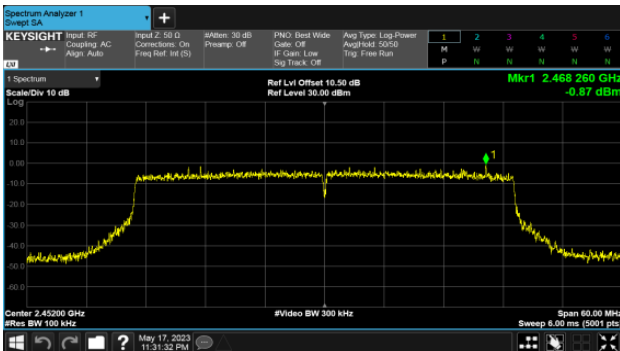 Spectrum Analyzer 1
Swept SA
+
KEYSIGHT Input: RF Input Z: 50 Ω #Atten: 30 dB PNO: Best Wide Avg Type: Log-Power 1 2 3 4 5 6
Coupling: AC Corrections: On Preamp: Off Gate: Off Avg|Hold: 50/50 M W W W W W
Align: Auto Freq Ref: Int (S) IF Gain: Low Trig: Free Run
LXI Sig Track: Off P N N N N N
1 Spectrum Ref Lvl Offset 10.50 dB Mkr1 2.468 260 GHz
Scale/Div 10 dB Ref Level 30.00 dBm -0.87 dBm
Log
20.0
10.0
0.00
1
-10.0
-20.0
-30.0
-40.0
-50.0
-60.0
Center 2.45200 GHz #Video BW 300 kHz Span 60.00 MHz
#Res BW 100 kHz Sweep 6.00 ms (5001 pts)
? May 17, 2023
11:31:32 PM